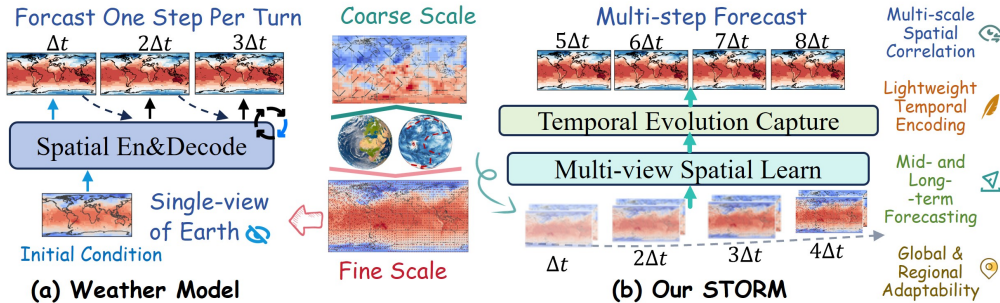 Forcast One Step Per Turn
Δt
2Δt
3Δt
Spatial En&Decode
Single-view
of Earth
Initial Condition
(a) Weather Model
Coarse Scale
Fine Scale
Multi-step Forecast
5Δt
6Δt
7Δt
8Δt
Temporal Evolution Capture
Multi-view Spatial Learn
Δt
2Δt
3Δt
4Δt
(b) Our STORM
Multi-scale
Spatial
Correlation
Lightweight
Temporal
Encoding
Mid- and
Long-
-term
Forecasting
Global &
Regional
Adaptability